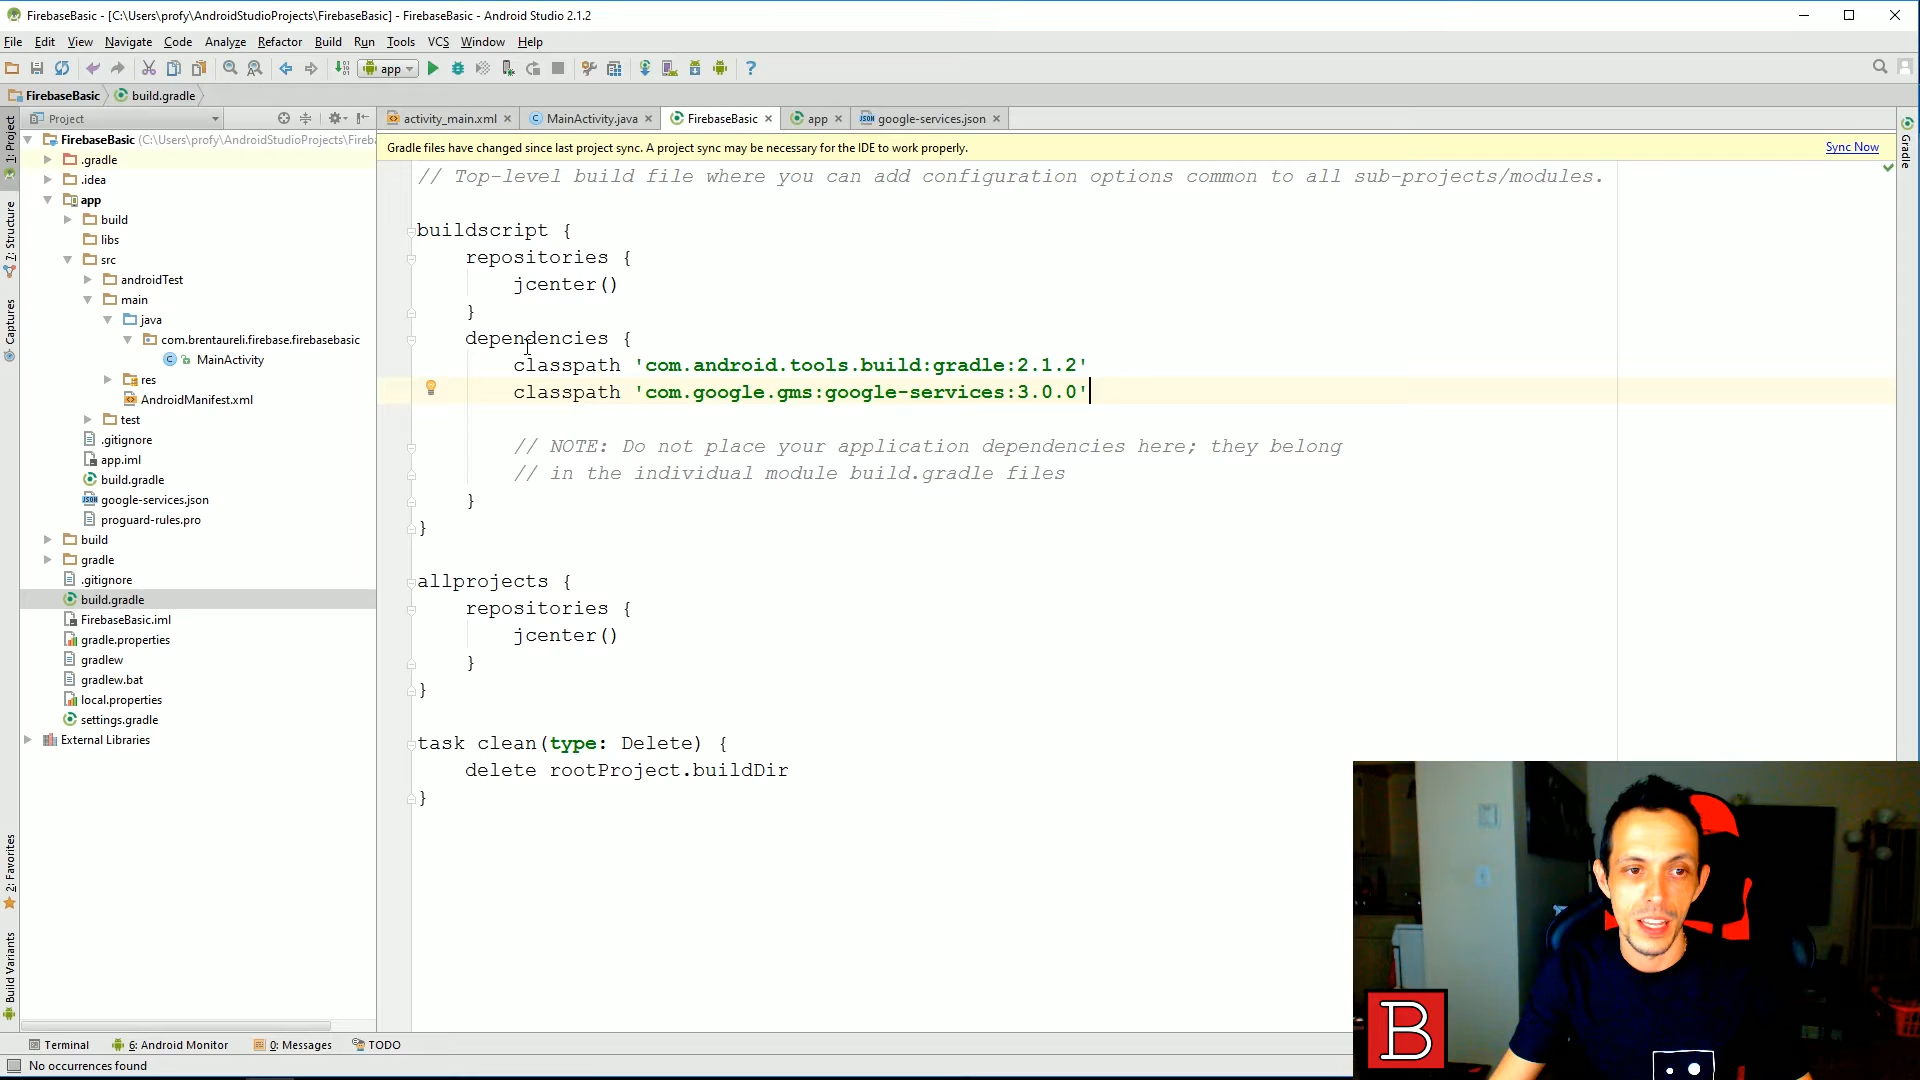 FirebaseBasic - [C:\Users\profy\AndroidStudioProjects\FirebaseBasic] - FirebaseBasic - Android Studio 2.1.2
File Edit View Navigate Code Analyze Refactor Build Run Tools VCS Window Help
app
FirebaseBasic build.gradle
Project
activity_main.xml MainActivity.java FirebaseBasic app google-services.json
Gradle files have changed since last project sync. A project sync may be necessary for the IDE to work properly. Sync Now
1: Project
7: Structure
Captures
2: Favorites
Build Variants
Gradle
FirebaseBasic (C:\Users\profy\AndroidStudioProjects\Fireb
.gradle
.idea
app
build
libs
src
androidTest
main
java
com.brentaureli.firebase.firebasebasic
MainActivity
res
AndroidManifest.xml
test
.gitignore
app.iml
build.gradle
google-services.json
proguard-rules.pro
build
gradle
.gitignore
build.gradle
FirebaseBasic.iml
gradle.properties
gradlew
gradlew.bat
local.properties
settings.gradle
External Libraries
// Top-level build file where you can add configuration options common to all sub-projects/modules.
buildscript {
repositories {
jcenter()
}
dependencies {
classpath 'com.android.tools.build:gradle:2.1.2'
classpath 'com.google.gms:google-services:3.0.0'
// NOTE: Do not place your application dependencies here; they belong
// in the individual module build.gradle files
}
}
allprojects {
repositories {
jcenter()
}
}
task clean(type: Delete) {
delete rootProject.buildDir
}
B
Terminal 6: Android Monitor 0: Messages TODO
No occurrences found